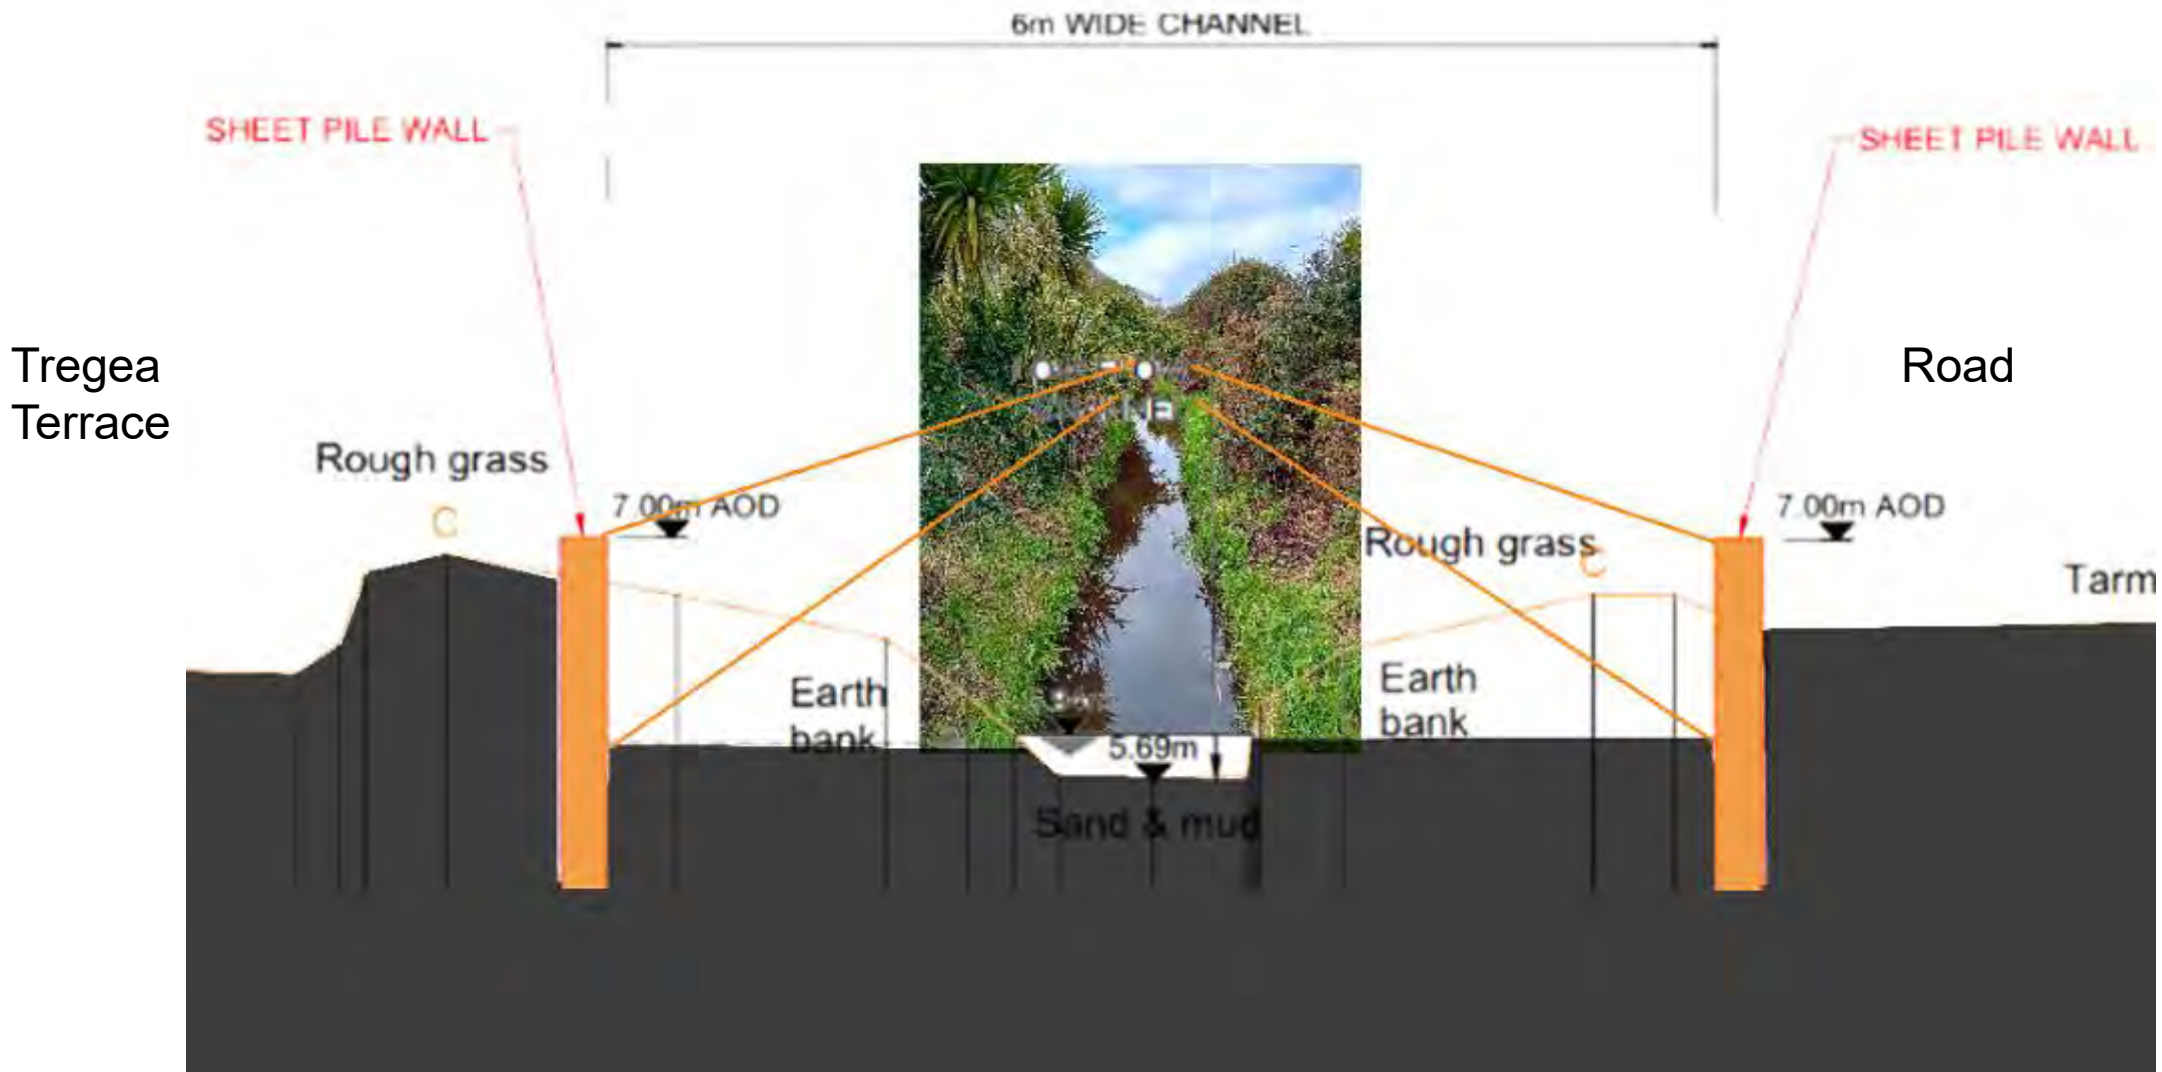 6m WIDE CHANNEL
SHEET PILE WALL
SHEET PILE WALL
Tregea
Terrace
Road
Rough grass
C
7.00m AOD
7.00m AOD
Rough grass
C
Tarm
Earth
bank
Earth
bank
5.69m
Sand & mud